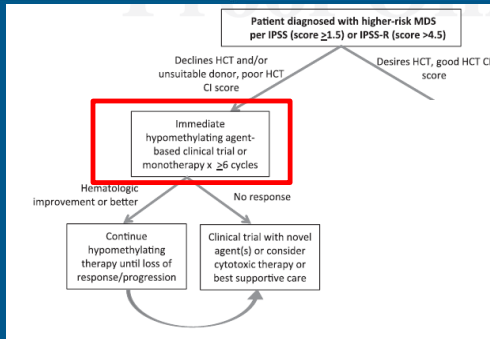 Patient diagnosed with higher-risk MDS
per IPSS (score ≥1.5) or IPSS-R (score >4.5)
Declines HCT and/or
unsuitable donor, poor HCT
CI score
Desires HCT, good HCT CI
score
Immediate
hypomethylating agent-
based clinical trial or
monotherapy x ≥6 cycles
Hematologic
improvement or better
No response
Continue
hypomethylating
therapy until loss of
response/progression
Clinical trial with novel
agent(s) or consider
cytotoxic therapy or
best supportive care